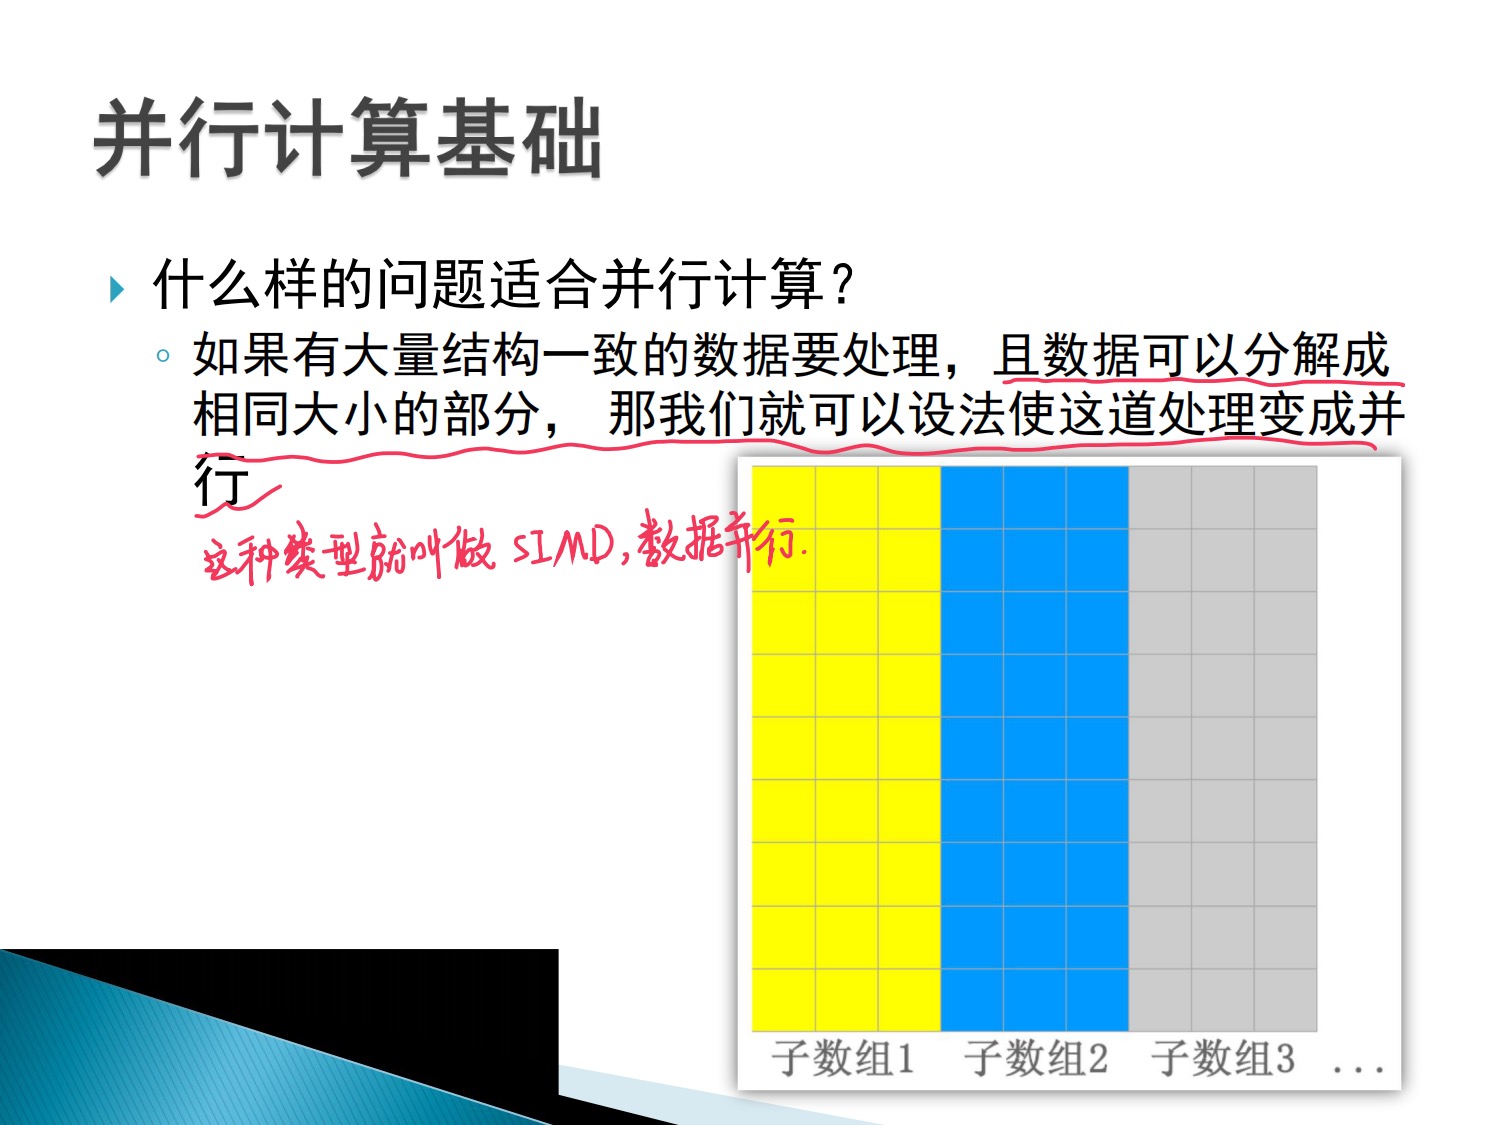 并行计算基础
什么样的问题适合并行计算？
如果有大量结构一致的数据要处理，且数据可以分解成
相同大小的部分， 那我们就可以设法使这道处理变成并
行
这种类型就叫做 SIMD,数据并行.
子数组1 子数组2 子数组3 ...